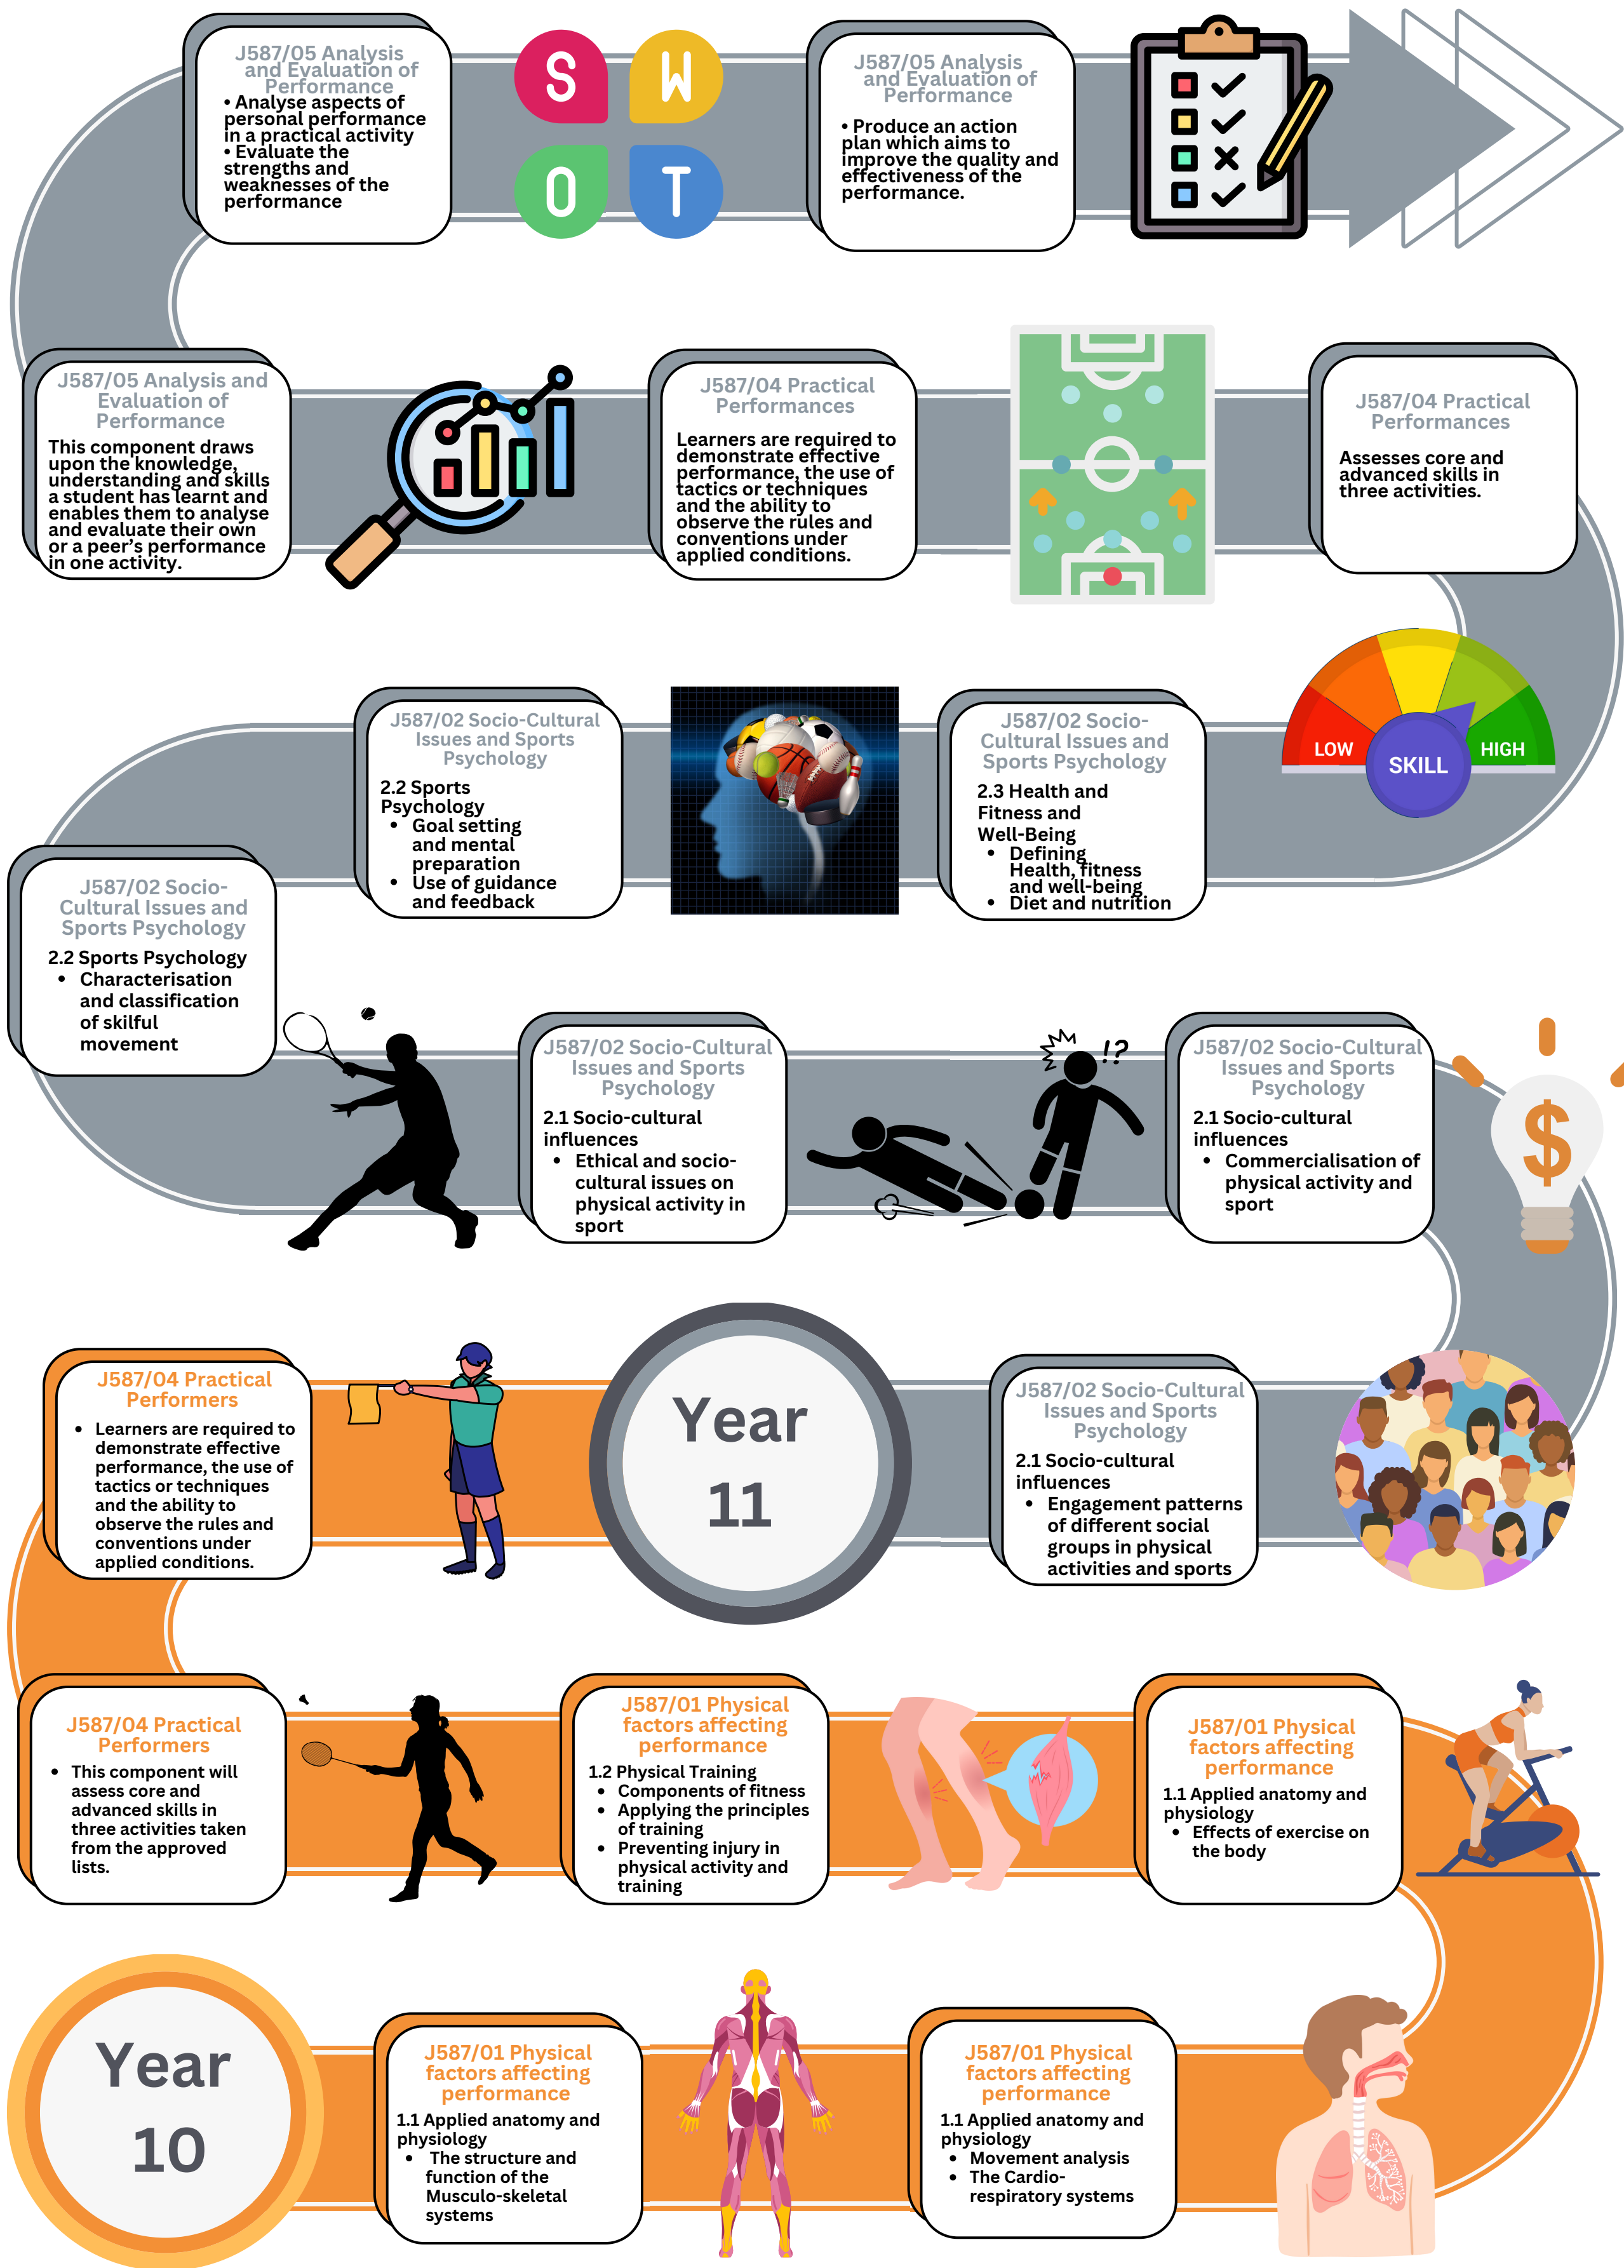 J587/05 Analysis
and Evaluation of
Performance
• Analyse aspects of
personal performance
in a practical activity
• Evaluate the
strengths and
weaknesses of the
performance
S
W
O
T
J587/05 Analysis
and Evaluation of
Performance
• Produce an action
plan which aims to
improve the quality and
effectiveness of the
performance.
J587/05 Analysis and
Evaluation of
Performance
This component draws
upon the knowledge,
understanding and skills
a student has learnt and
enables them to analyse
and evaluate their own
or a peer’s performance
in one activity.
J587/04 Practical
Performances
Learners are required to
demonstrate effective
performance, the use of
tactics or techniques
and the ability to
observe the rules and
conventions under
applied conditions.
J587/04 Practical
Performances
Assesses core and
advanced skills in
three activities.
J587/02 Socio-Cultural
Issues and Sports
Psychology
2.2 Sports
Psychology
• Goal setting
and mental
preparation
• Use of guidance
and feedback
J587/02 Socio-
Cultural Issues and
Sports Psychology
2.3 Health and
Fitness and
Well-Being
• Defining
Health, fitness
and well-being
• Diet and nutrition
LOW
SKILL
HIGH
J587/02 Socio-
Cultural Issues and
Sports Psychology
2.2 Sports Psychology
• Characterisation
and classification
of skilful
movement
J587/02 Socio-Cultural
Issues and Sports
Psychology
2.1 Socio-cultural
influences
• Ethical and socio-
cultural issues on
physical activity in
sport
!?
J587/02 Socio-Cultural
Issues and Sports
Psychology
2.1 Socio-cultural
influences
• Commercialisation of
physical activity and
sport
$
J587/04 Practical
Performers
• Learners are required to
demonstrate effective
performance, the use of
tactics or techniques
and the ability to
observe the rules and
conventions under
applied conditions.
Year
11
J587/02 Socio-Cultural
Issues and Sports
Psychology
2.1 Socio-cultural
influences
• Engagement patterns
of different social
groups in physical
activities and sports
J587/04 Practical
Performers
• This component will
assess core and
advanced skills in
three activities taken
from the approved
lists.
J587/01 Physical
factors affecting
performance
1.2 Physical Training
• Components of fitness
• Applying the principles
of training
• Preventing injury in
physical activity and
training
J587/01 Physical
factors affecting
performance
1.1 Applied anatomy and
physiology
• Effects of exercise on
the body
Year
10
J587/01 Physical
factors affecting
performance
1.1 Applied anatomy and
physiology
• The structure and
function of the
Musculo-skeletal
systems
J587/01 Physical
factors affecting
performance
1.1 Applied anatomy and
physiology
• Movement analysis
• The Cardio-
respiratory systems